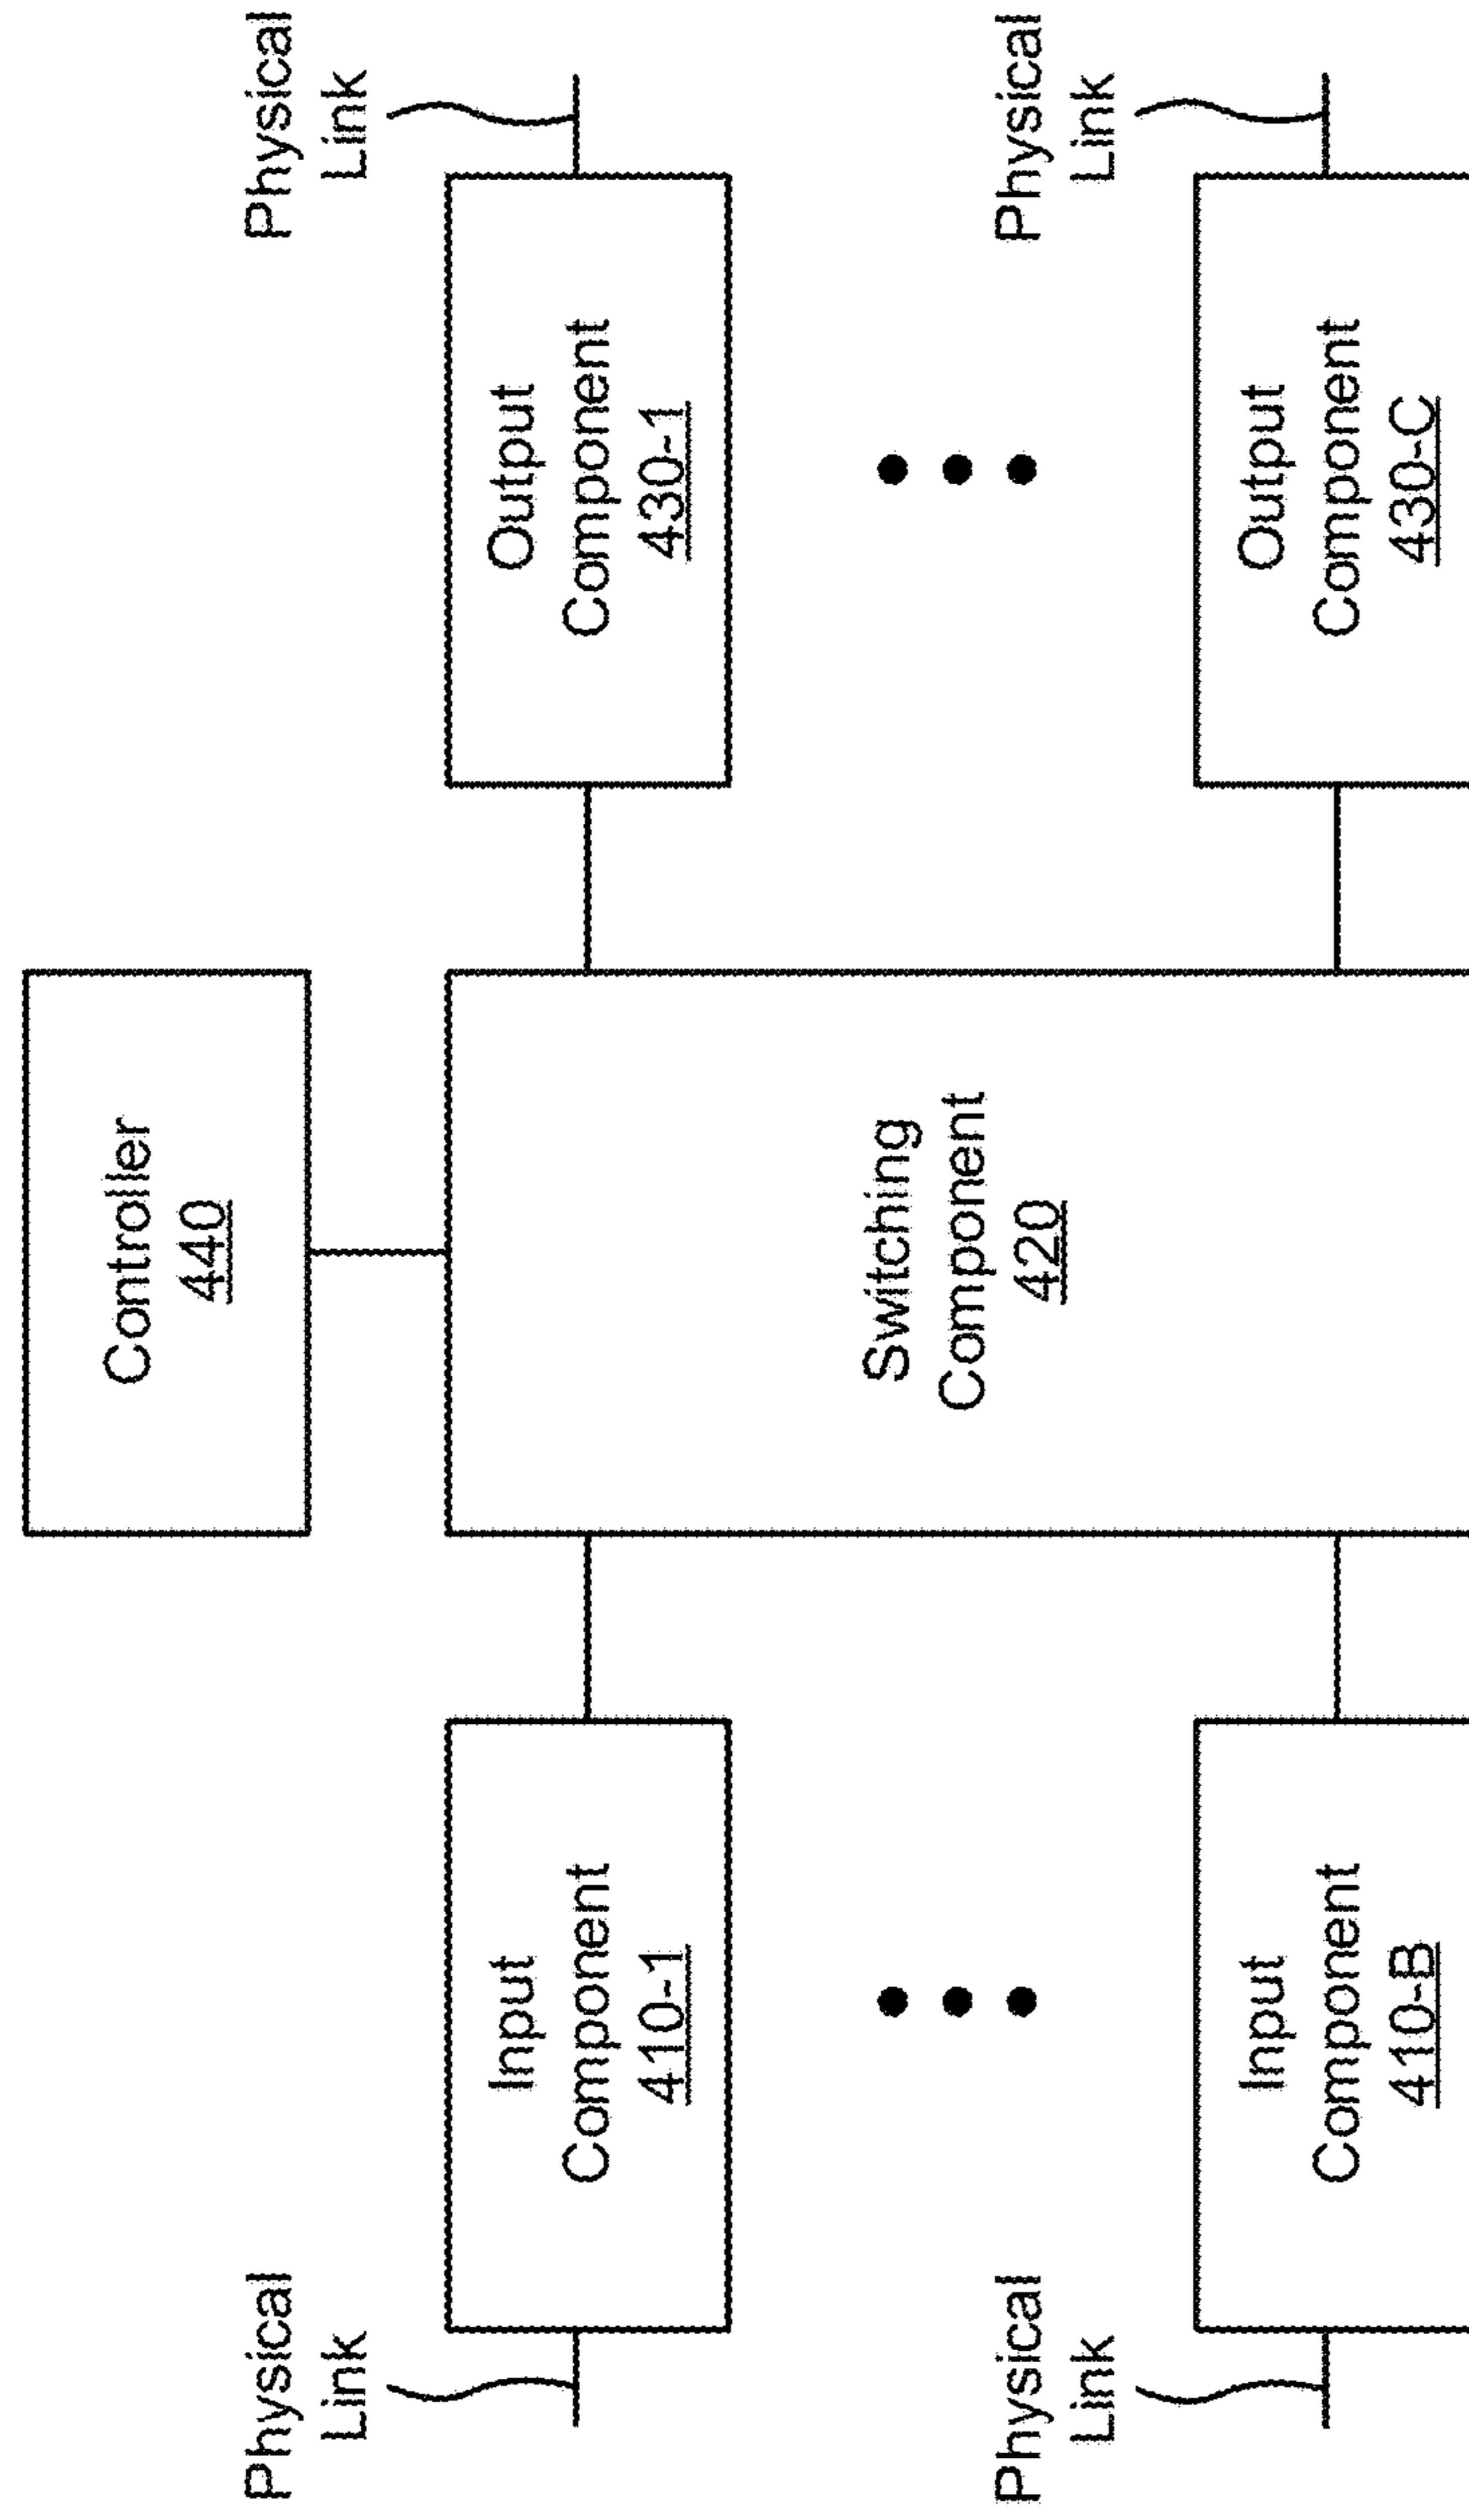 Controller
440
Physical
Link
Physical
Link
Input
Component
410-1
Switching
Component
420
Output
Component
430-1
Physical
Link
Physical
Link
Input
Component
410-B
Output
Component
430-C